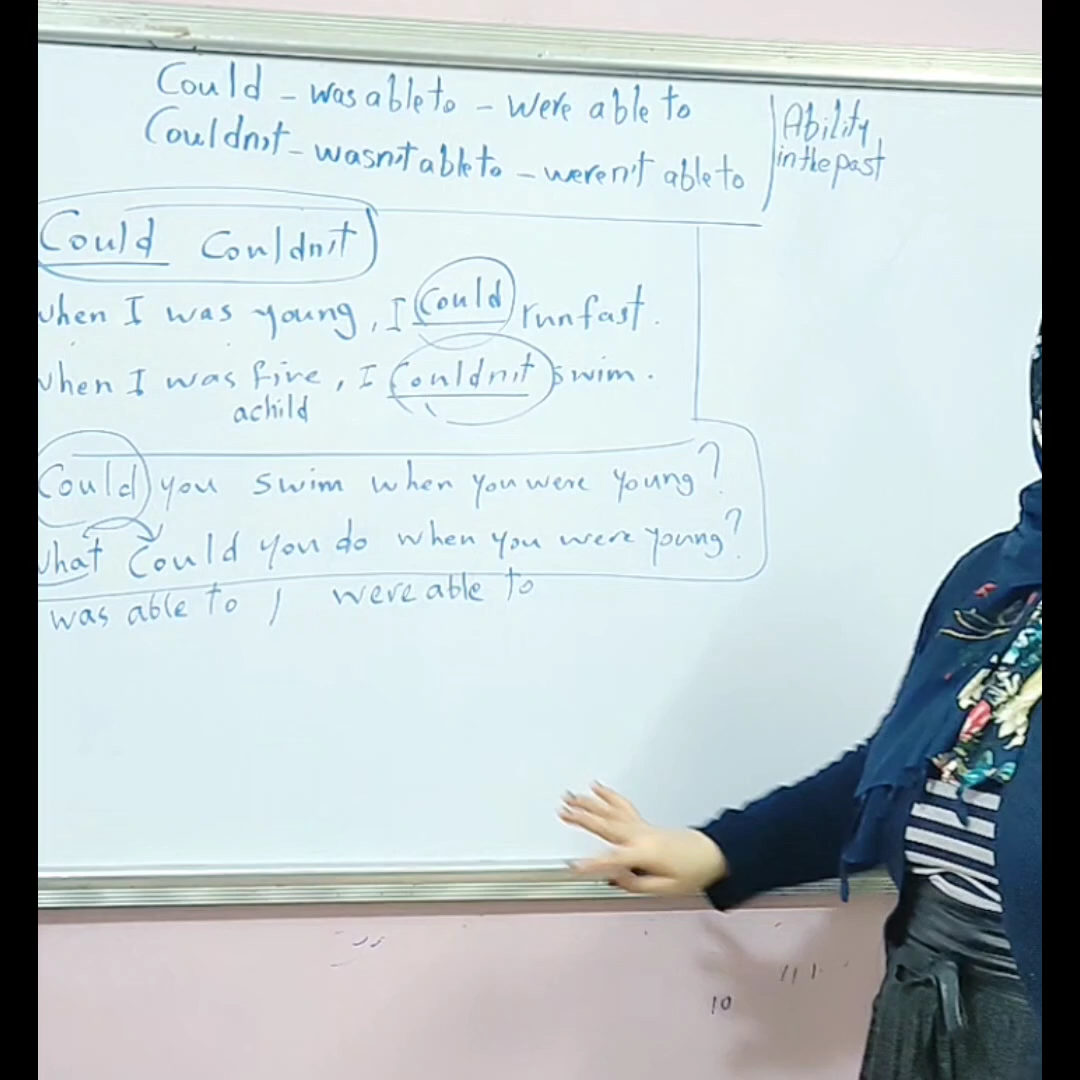 Could - was able to - were able to
Couldn't - wasn't able to - weren't able to
Ability
in the past
Could Couldn't
when I was young, I could run fast.
when I was five, I couldn't swim.
a child
Could you swim when you were young?
What Could you do when you were young?
was able to / were able to
10